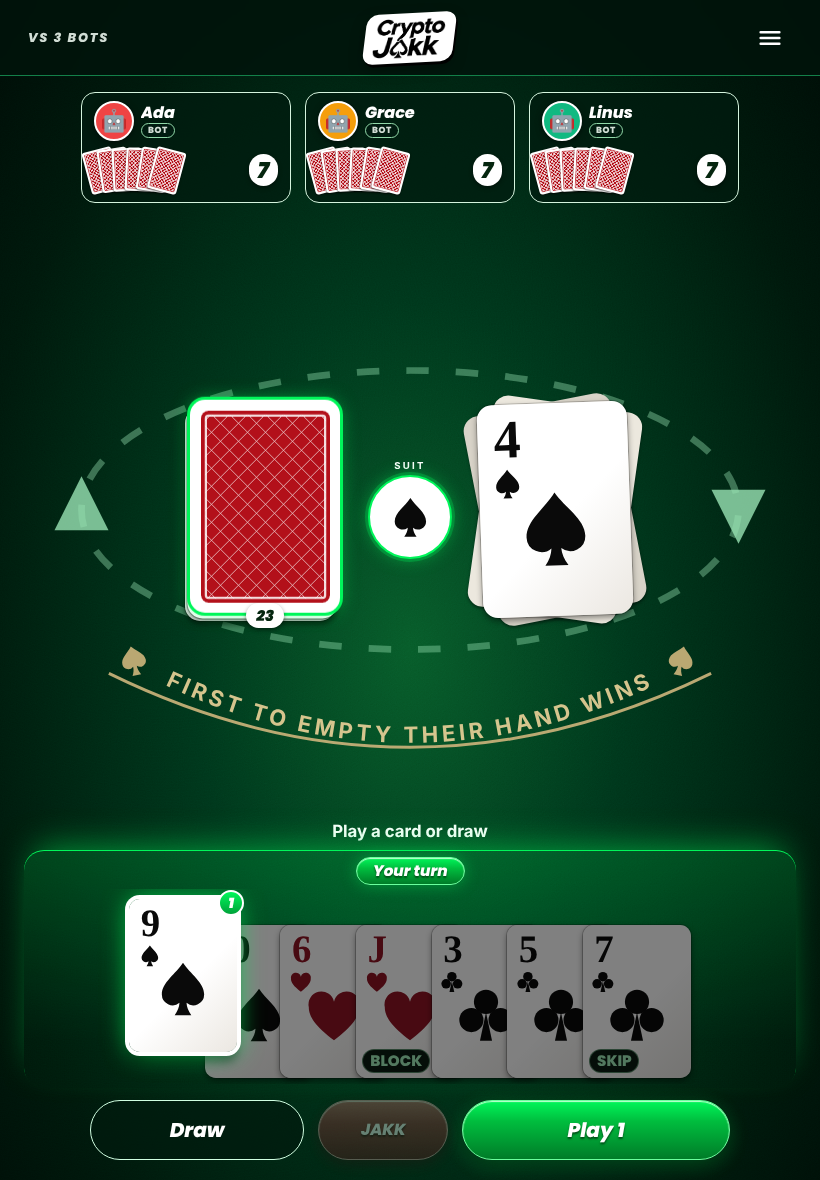 VS 3 BOTS
Crypto
Jakk
Ada
BOT
7
Grace
BOT
7
Linus
BOT
7
SUIT
4
23
FIRST TO EMPTY THEIR HAND WINS
Play a card or draw
Your turn
1
9
6
J
BLOCK
3
5
7
SKIP
Draw
JAKK
Play 1